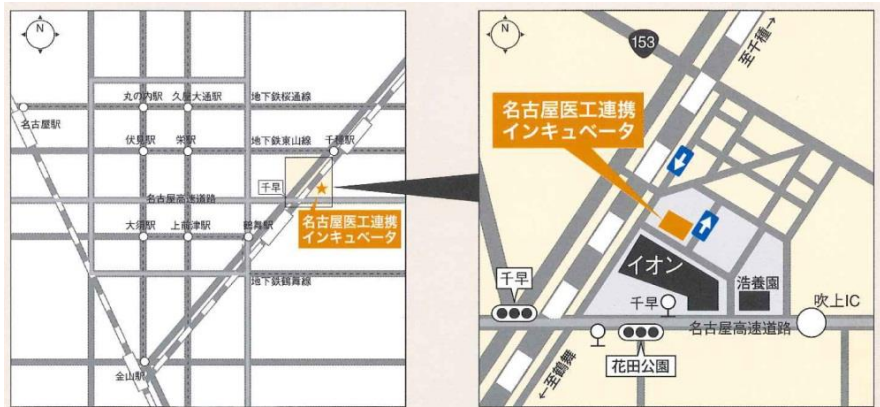 N
丸の内駅
久屋大通駅
地下鉄桜通線
名古屋駅
伏見駅
栄駅
地下鉄東山線
千種駅
千早
名古屋高速道路
名古屋医工連携
インキュベータ
大須駅
上前津駅
鶴舞駅
地下鉄鶴舞線
金山駅
N
153
至千種→
名古屋医工連携
インキュベータ
イオン
浩養園
千早
千早
吹上IC
名古屋高速道路
花田公園
←至鶴舞